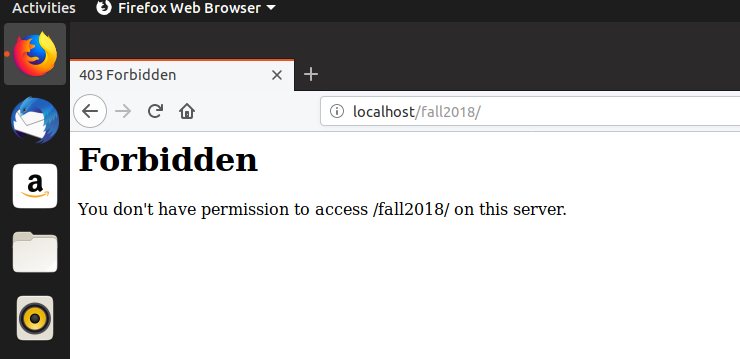 Activities Firefox Web Browser
403 Forbidden
localhost/fall2018/
Forbidden
You don't have permission to access /fall2018/ on this server.